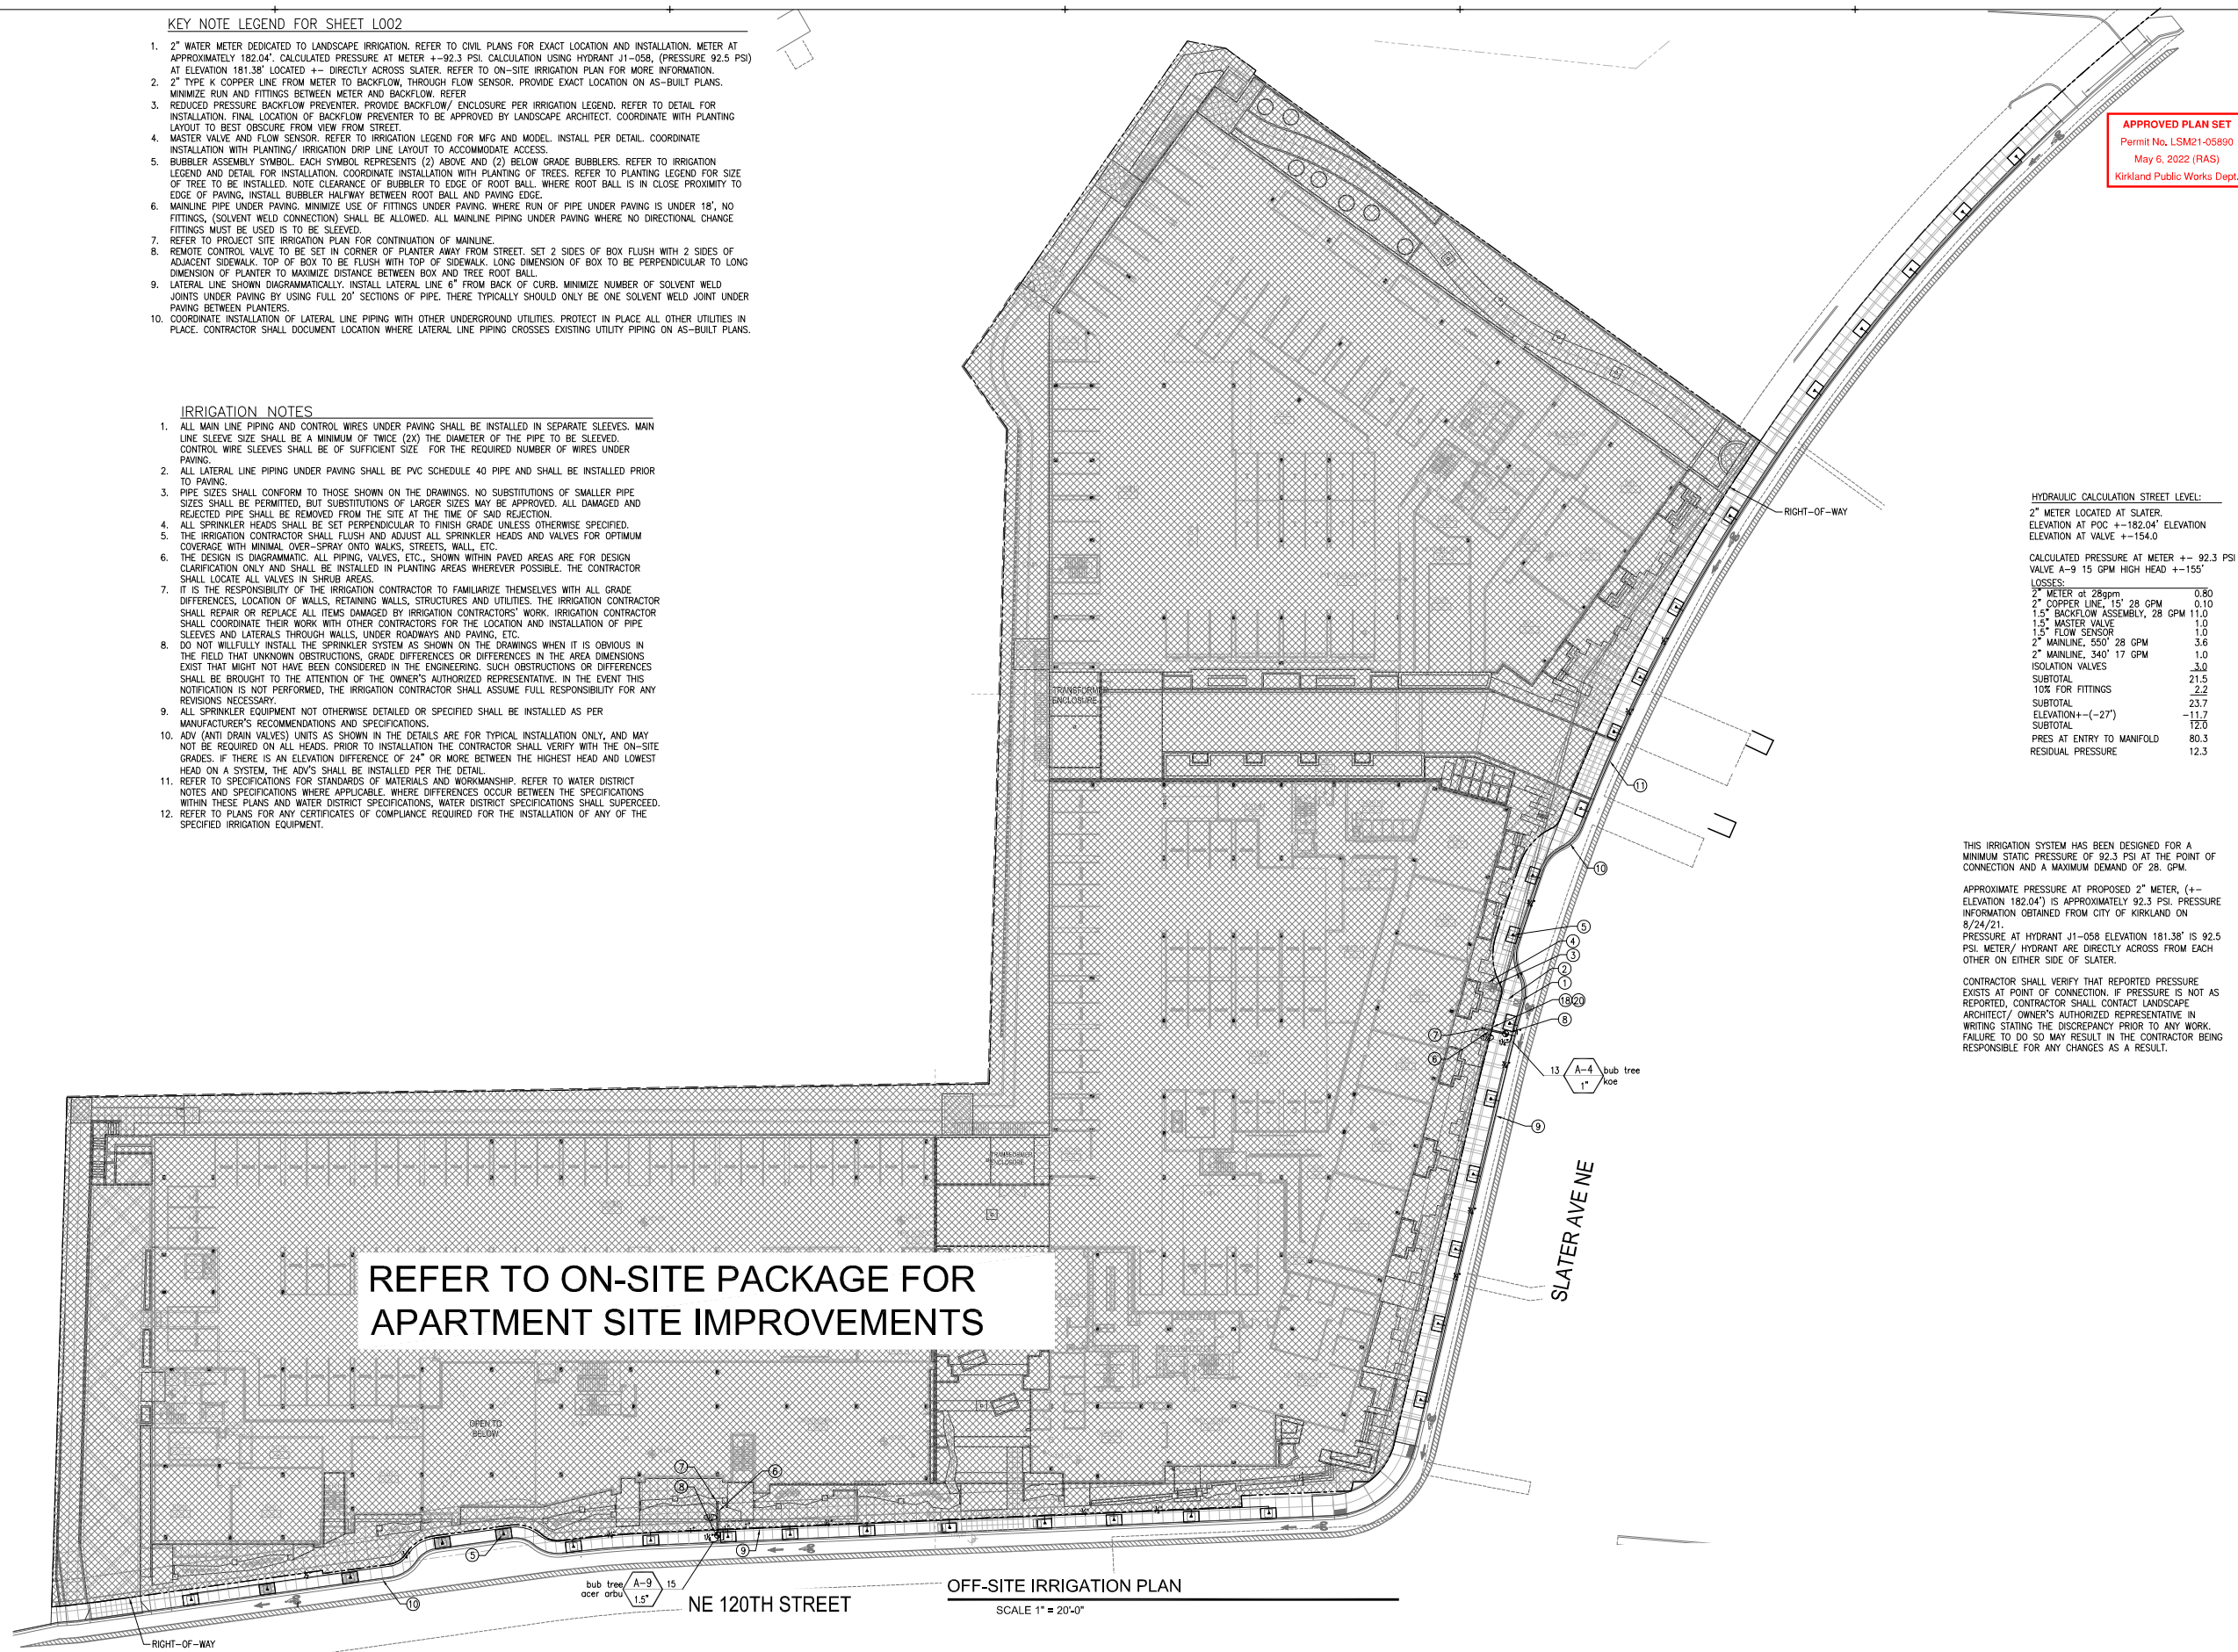 KEY NOTE LEGEND FOR SHEET L002
1. 2" WATER METER DEDICATED TO LANDSCAPE IRRIGATION. REFER TO CIVIL PLANS FOR EXACT LOCATION AND INSTALLATION. METER AT
APPROXIMATELY 182.04'. CALCULATED PRESSURE AT METER +-92.3 PSI. CALCULATION USING HYDRANT J1-058, (PRESSURE 92.5 PSI)
AT ELEVATION 181.38' LOCATED +- DIRECTLY ACROSS SLATER. REFER TO ON-SITE IRRIGATION PLAN FOR MORE INFORMATION.
2. 2" TYPE K COPPER LINE FROM METER TO BACKFLOW, THROUGH FLOW SENSOR. PROVIDE EXACT LOCATION ON AS-BUILT PLANS.
MINIMIZE RUN AND FITTINGS BETWEEN METER AND BACKFLOW. REFER
3. REDUCED PRESSURE BACKFLOW PREVENTER. PROVIDE BACKFLOW/ ENCLOSURE PER IRRIGATION LEGEND. REFER TO DETAIL FOR
INSTALLATION. FINAL LOCATION OF BACKFLOW PREVENTER TO BE APPROVED BY LANDSCAPE ARCHITECT. COORDINATE WITH PLANTING
LAYOUT TO BEST OBSCURE FROM VIEW FROM STREET.
4. MASTER VALVE AND FLOW SENSOR. REFER TO IRRIGATION LEGEND FOR MFG AND MODEL. INSTALL PER DETAIL. COORDINATE
INSTALLATION WITH PLANTING/ IRRIGATION DRIP LINE LAYOUT TO ACCOMMODATE ACCESS.
5. BUBBLER ASSEMBLY SYMBOL. EACH SYMBOL REPRESENTS (2) ABOVE AND (2) BELOW GRADE BUBBLERS. REFER TO IRRIGATION
LEGEND AND DETAIL FOR INSTALLATION. COORDINATE INSTALLATION WITH PLANTING OF TREES. REFER TO PLANTING LEGEND FOR SIZE
OF TREE TO BE INSTALLED. NOTE CLEARANCE OF BUBBLER TO EDGE OF ROOT BALL. WHERE ROOT BALL IS IN CLOSE PROXIMITY TO
EDGE OF PAVING, INSTALL BUBBLER HALFWAY BETWEEN ROOT BALL AND PAVING EDGE.
6. MAINLINE PIPE UNDER PAVING. MINIMIZE USE OF FITTINGS UNDER PAVING. WHERE RUN OF PIPE UNDER PAVING IS UNDER 18', NO
FITTINGS, (SOLVENT WELD CONNECTION) SHALL BE ALLOWED. ALL MAINLINE PIPING UNDER PAVING WHERE NO DIRECTIONAL CHANGE
FITTINGS MUST BE USED IS TO BE SLEEVED.
7. REFER TO PROJECT SITE IRRIGATION PLAN FOR CONTINUATION OF MAINLINE.
8. REMOTE CONTROL VALVE TO BE SET IN CORNER OF PLANTER AWAY FROM STREET. SET 2 SIDES OF BOX FLUSH WITH 2 SIDES OF
ADJACENT SIDEWALK. TOP OF BOX TO BE FLUSH WITH TOP OF SIDEWALK. LONG DIMENSION OF BOX TO BE PERPENDICULAR TO LONG
DIMENSION OF PLANTER TO MAXIMIZE DISTANCE BETWEEN BOX AND TREE ROOT BALL.
9. LATERAL LINE SHOWN DIAGRAMMATICALLY. INSTALL LATERAL LINE 6" FROM BACK OF CURB. MINIMIZE NUMBER OF SOLVENT WELD
JOINTS UNDER PAVING BY USING FULL 20' SECTIONS OF PIPE. THERE TYPICALLY SHOULD ONLY BE ONE SOLVENT WELD JOINT UNDER
PAVING BETWEEN PLANTERS.
10. COORDINATE INSTALLATION OF LATERAL LINE PIPING WITH OTHER UNDERGROUND UTILITIES. PROTECT IN PLACE ALL OTHER UTILITIES IN
PLACE. CONTRACTOR SHALL DOCUMENT LOCATION WHERE LATERAL LINE PIPING CROSSES EXISTING UTILITY PIPING ON AS-BUILT PLANS.
IRRIGATION NOTES
1. ALL MAIN LINE PIPING AND CONTROL WIRES UNDER PAVING SHALL BE INSTALLED IN SEPARATE SLEEVES. MAIN
LINE SLEEVE SIZE SHALL BE A MINIMUM OF TWICE (2X) THE DIAMETER OF THE PIPE TO BE SLEEVED.
CONTROL WIRE SLEEVES SHALL BE OF SUFFICIENT SIZE FOR THE REQUIRED NUMBER OF WIRES UNDER
PAVING.
2. ALL LATERAL LINE PIPING UNDER PAVING SHALL BE PVC SCHEDULE 40 PIPE AND SHALL BE INSTALLED PRIOR
TO PAVING.
3. PIPE SIZES SHALL CONFORM TO THOSE SHOWN ON THE DRAWINGS. NO SUBSTITUTIONS OF SMALLER PIPE
SIZES SHALL BE PERMITTED, BUT SUBSTITUTIONS OF LARGER SIZES MAY BE APPROVED. ALL DAMAGED AND
REJECTED PIPE SHALL BE REMOVED FROM THE SITE AT THE TIME OF SAID REJECTION.
4. ALL SPRINKLER HEADS SHALL BE SET PERPENDICULAR TO FINISH GRADE UNLESS OTHERWISE SPECIFIED.
5. THE IRRIGATION CONTRACTOR SHALL FLUSH AND ADJUST ALL SPRINKLER HEADS AND VALVES FOR OPTIMUM
COVERAGE WITH MINIMAL OVER-SPRAY ONTO WALKS, STREETS, WALL, ETC.
6. THE DESIGN IS DIAGRAMMATIC. ALL PIPING, VALVES, ETC., SHOWN WITHIN PAVED AREAS ARE FOR DESIGN
CLARIFICATION ONLY AND SHALL BE INSTALLED IN PLANTING AREAS WHEREVER POSSIBLE. THE CONTRACTOR
SHALL LOCATE ALL VALVES IN SHRUB AREAS.
7. IT IS THE RESPONSIBILITY OF THE IRRIGATION CONTRACTOR TO FAMILIARIZE THEMSELVES WITH ALL GRADE
DIFFERENCES, LOCATION OF WALLS, RETAINING WALLS, STRUCTURES AND UTILITIES. THE IRRIGATION CONTRACTOR
SHALL REPAIR OR REPLACE ALL ITEMS DAMAGED BY IRRIGATION CONTRACTORS' WORK. IRRIGATION CONTRACTOR
SHALL COORDINATE THEIR WORK WITH OTHER CONTRACTORS FOR THE LOCATION AND INSTALLATION OF PIPE
SLEEVES AND LATERALS THROUGH WALLS, UNDER ROADWAYS AND PAVING, ETC.
8. DO NOT WILLFULLY INSTALL THE SPRINKLER SYSTEM AS SHOWN ON THE DRAWINGS WHEN IT IS OBVIOUS IN
THE FIELD THAT UNKNOWN OBSTRUCTIONS, GRADE DIFFERENCES OR DIFFERENCES IN THE AREA DIMENSIONS
EXIST THAT MIGHT NOT HAVE BEEN CONSIDERED IN THE ENGINEERING. SUCH OBSTRUCTIONS OR DIFFERENCES
SHALL BE BROUGHT TO THE ATTENTION OF THE OWNER'S AUTHORIZED REPRESENTATIVE. IN THE EVENT THIS
NOTIFICATION IS NOT PERFORMED, THE IRRIGATION CONTRACTOR SHALL ASSUME FULL RESPONSIBILITY FOR ANY
REVISIONS NECESSARY.
9. ALL SPRINKLER EQUIPMENT NOT OTHERWISE DETAILED OR SPECIFIED SHALL BE INSTALLED AS PER
MANUFACTURER'S RECOMMENDATIONS AND SPECIFICATIONS.
10. ADV (ANTI DRAIN VALVES) UNITS AS SHOWN IN THE DETAILS ARE FOR TYPICAL INSTALLATION ONLY, AND MAY
NOT BE REQUIRED ON ALL HEADS. PRIOR TO INSTALLATION THE CONTRACTOR SHALL VERIFY WITH THE ON-SITE
GRADES. IF THERE IS AN ELEVATION DIFFERENCE OF 24" OR MORE BETWEEN THE HIGHEST HEAD AND LOWEST
HEAD ON A SYSTEM, THE ADV'S SHALL BE INSTALLED PER THE DETAIL.
11. REFER TO SPECIFICATIONS FOR STANDARDS OF MATERIALS AND WORKMANSHIP. REFER TO WATER DISTRICT
NOTES AND SPECIFICATIONS WHERE APPLICABLE. WHERE DIFFERENCES OCCUR BETWEEN THE SPECIFICATIONS
WITHIN THESE PLANS AND WATER DISTRICT SPECIFICATIONS, WATER DISTRICT SPECIFICATIONS SHALL SUPERCEED.
12. REFER TO PLANS FOR ANY CERTIFICATES OF COMPLIANCE REQUIRED FOR THE INSTALLATION OF ANY OF THE
SPECIFIED IRRIGATION EQUIPMENT.
APPROVED PLAN SET
Permit No. LSM21-05890
May 6, 2022 (RAS)
Kirkland Public Works Dept.
HYDRAULIC CALCULATION STREET LEVEL:
2" METER LOCATED AT SLATER.
ELEVATION AT POC +-182.04' ELEVATION
ELEVATION AT VALVE +-154.0
CALCULATED PRESSURE AT METER +- 92.3 PSI
VALVE A-9 15 GPM HIGH HEAD +-155'
LOSSES:
2" METER at 28gpm 0.80
2" COPPER LINE, 15' 28 GPM 0.10
1.5" BACKFLOW ASSEMBLY, 28 GPM 11.0
1.5" MASTER VALVE 1.0
1.5" FLOW SENSOR 1.0
2" MAINLINE, 550' 28 GPM 3.6
2" MAINLINE, 340' 17 GPM 1.0
ISOLATION VALVES 3.0
SUBTOTAL 21.5
10% FOR FITTINGS 2.2
SUBTOTAL 23.7
ELEVATION+-(-27') -11.7
SUBTOTAL 12.0
PRES AT ENTRY TO MANIFOLD 80.3
RESIDUAL PRESSURE 12.3
THIS IRRIGATION SYSTEM HAS BEEN DESIGNED FOR A
MINIMUM STATIC PRESSURE OF 92.3 PSI AT THE POINT OF
CONNECTION AND A MAXIMUM DEMAND OF 28. GPM.
APPROXIMATE PRESSURE AT PROPOSED 2" METER, (+-
ELEVATION 182.04') IS APPROXIMATELY 92.3 PSI. PRESSURE
INFORMATION OBTAINED FROM CITY OF KIRKLAND ON
8/24/21.
PRESSURE AT HYDRANT J1-058 ELEVATION 181.38' IS 92.5
PSI. METER/ HYDRANT ARE DIRECTLY ACROSS FROM EACH
OTHER ON EITHER SIDE OF SLATER.
CONTRACTOR SHALL VERIFY THAT REPORTED PRESSURE
EXISTS AT POINT OF CONNECTION. IF PRESSURE IS NOT AS
REPORTED, CONTRACTOR SHALL CONTACT LANDSCAPE
ARCHITECT/ OWNER'S AUTHORIZED REPRESENTATIVE IN
WRITING STATING THE DISCREPANCY PRIOR TO ANY WORK.
FAILURE TO DO SO MAY RESULT IN THE CONTRACTOR BEING
RESPONSIBLE FOR ANY CHANGES AS A RESULT.
RIGHT-OF-WAY
TRANSFORMER
ENCLOSURE
11
10
5
4
3
2
1
18 20
8
7
6
13 A-4 bub tree
1" koe
9
SLATER AVE NE
TRANSFORMER
ENCLOSURE
REFER TO ON-SITE PACKAGE FOR
APARTMENT SITE IMPROVEMENTS
OPEN TO
BELOW
7
6
8
5
9
10
bub tree A-9 15
acer arbu 1.5"
NE 120TH STREET
OFF-SITE IRRIGATION PLAN
SCALE 1" = 20'-0"
RIGHT-OF-WAY